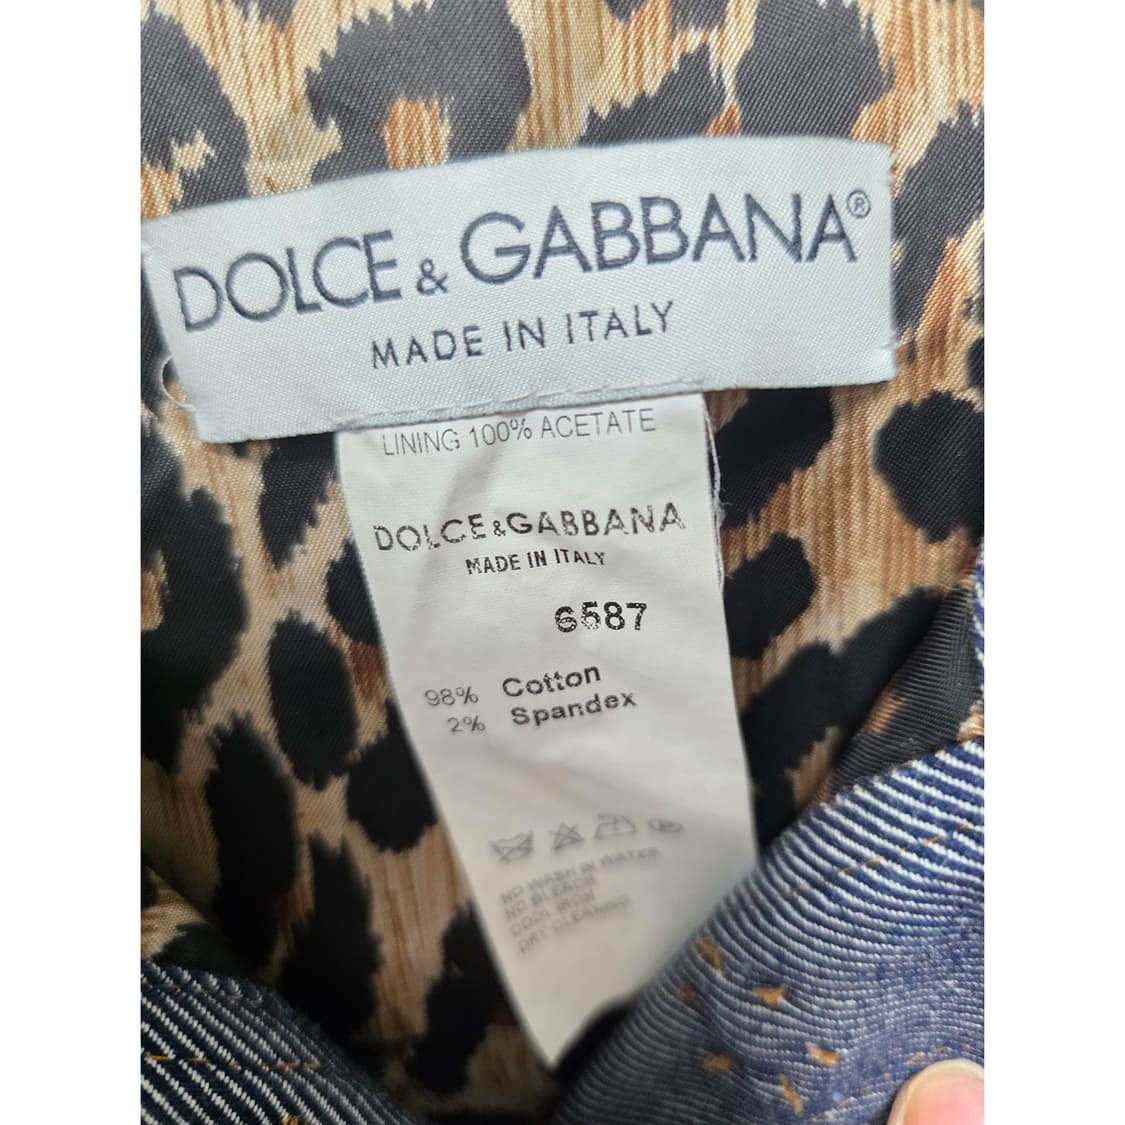 DOLCE & GABBANA®
MADE IN ITALY
LINING 100% ACETATE
DOLCE&GABBANA
MADE IN ITALY
6587
98% Cotton
2% Spandex
NO WASH IN WATER
NO BLEACH
COOL IRON
DRY CLEANING